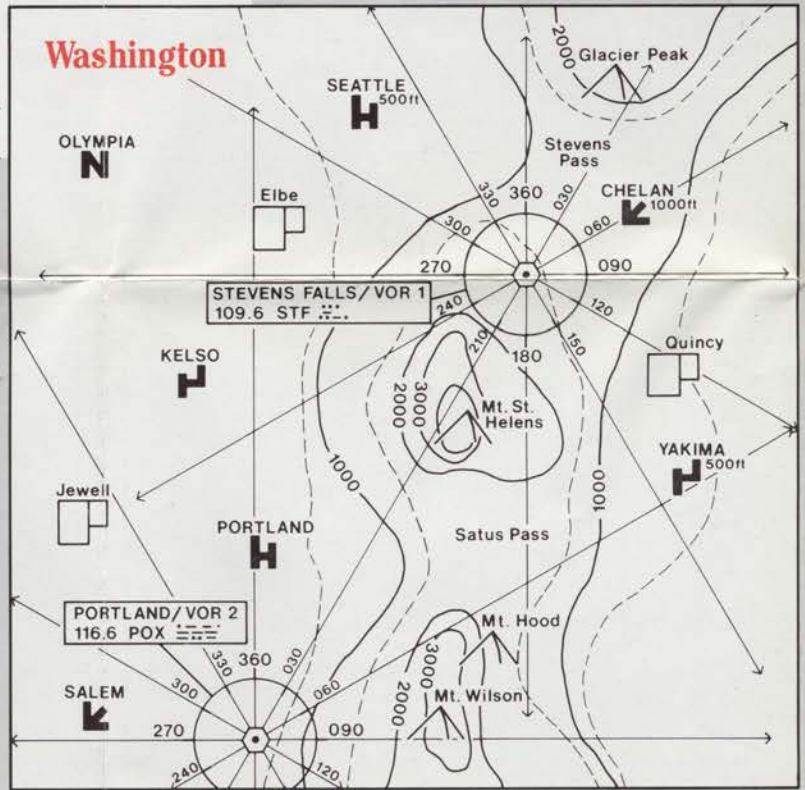 Washington
2000
Glacier Peak
SEATTLE
500ft
OLYMPIA
Stevens
Pass
Elbe
330
360
030
CHELAN
1000ft
300
060
270
090
STEVENS FALLS/VOR 1
109.6 STF
240
120
210
150
180
Quincy
KELSO
2000
3000
Mt. St.
Helens
YAKIMA
500ft
1000
1000
Jewell
Satus Pass
PORTLAND
PORTLAND/VOR 2
116.6 POX
Mt. Hood
330
360
030
300
060
2000
3000
Mt. Wilson
SALEM
270
090
240
120